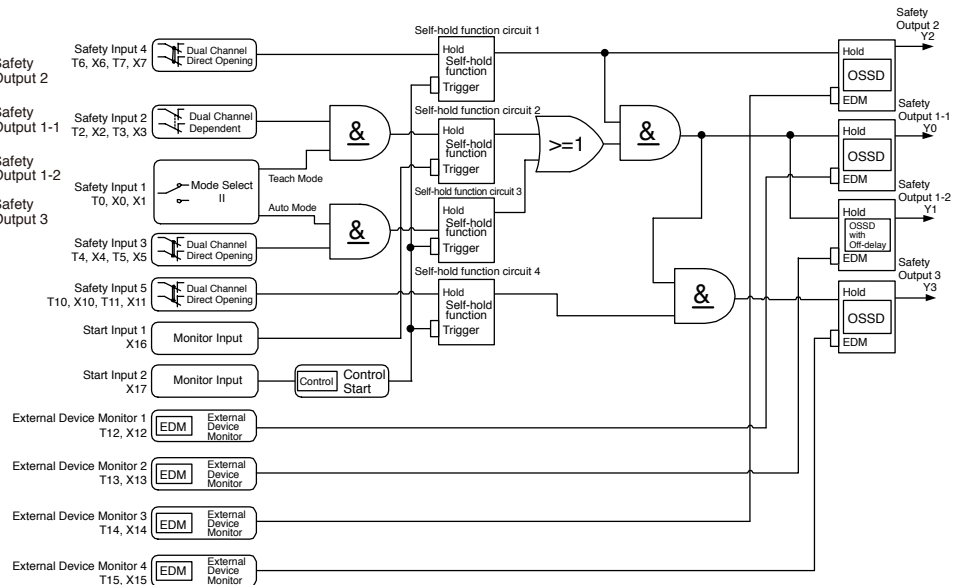 Safety
Output 2
Safety
Output 1-1
Safety
Output 1-2
Safety
Output 3
Safety Input 4
T6, X6, T7, X7
Dual Channel
Direct Opening
Safety Input 2
T2, X2, T3, X3
Dual Channel
Dependent
Safety Input 1
T0, X0, X1
Mode Select
II
Teach Mode
Auto Mode
Safety Input 3
T4, X4, T5, X5
Dual Channel
Direct Opening
Safety Input 5
T10, X10, T11, X11
Dual Channel
Direct Opening
Start Input 1
X16
Monitor Input
Start Input 2
X17
Monitor Input
Control
Control
Start
External Device Monitor 1
T12, X12
EDM
External
Device
Monitor
External Device Monitor 2
T13, X13
EDM
External
Device
Monitor
External Device Monitor 3
T14, X14
EDM
External
Device
Monitor
External Device Monitor 4
T15, X15
EDM
External
Device
Monitor
&
&
Self-hold function circuit 1
Hold
Self-hold
function
Trigger
Self-hold function circuit 2
Hold
Self-hold
function
Trigger
Self-hold function circuit 3
Hold
Self-hold
function
Trigger
Self-hold function circuit 4
Hold
Self-hold
function
Trigger
>=1
&
&
Safety
Output 2
Y2
Hold
OSSD
EDM
Safety
Output 1-1
Y0
Hold
OSSD
EDM
Safety
Output 1-2
Y1
Hold
OSSD
with
Off-delay
EDM
Safety
Output 3
Y3
Hold
OSSD
EDM